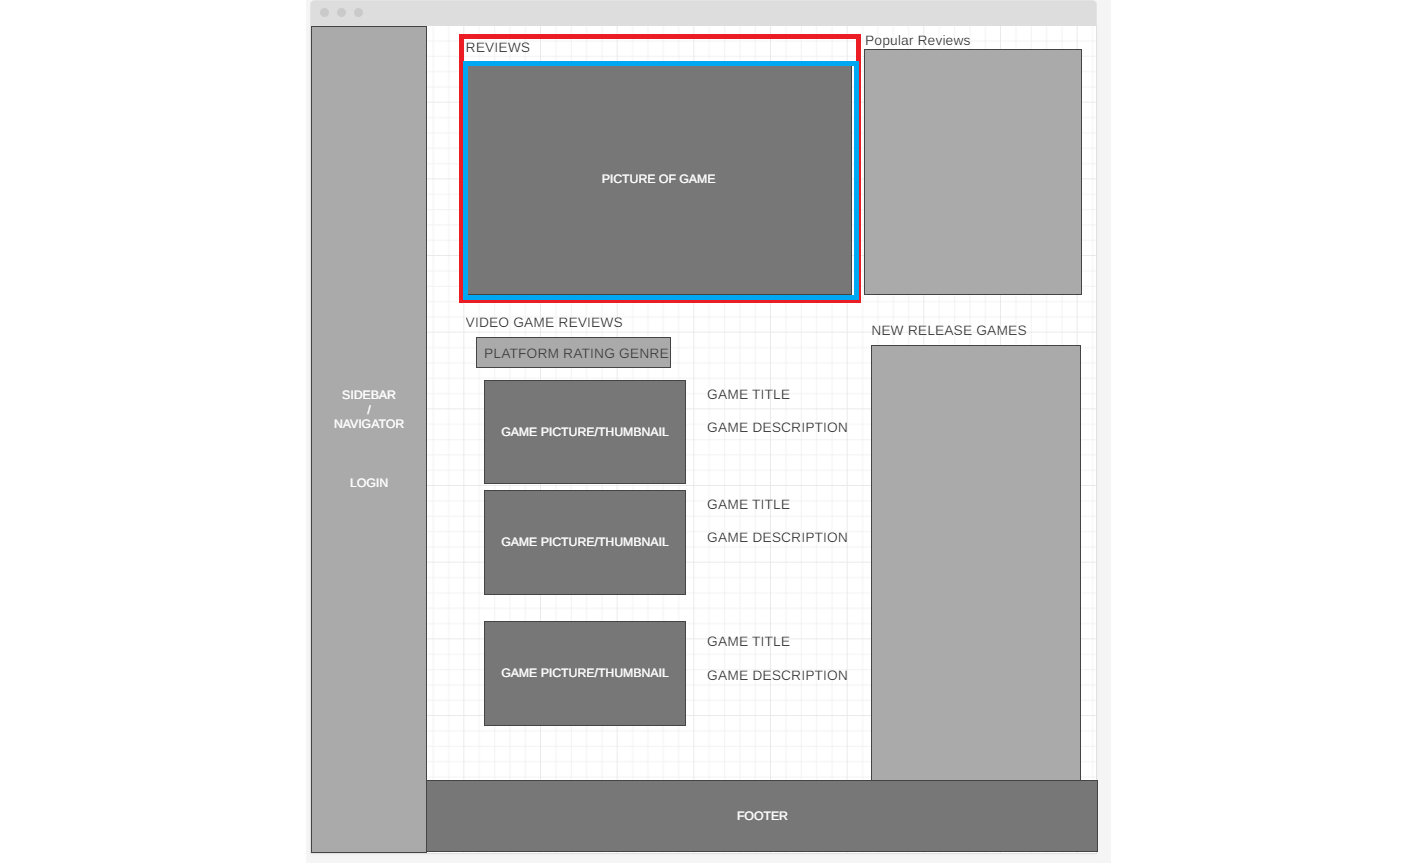 REVIEWS
Popular Reviews
PICTURE OF GAME
VIDEO GAME REVIEWS
NEW RELEASE GAMES
PLATFORM RATING GENRE
SIDEBAR
/
NAVIGATOR
LOGIN
GAME PICTURE/THUMBNAIL
GAME TITLE
GAME DESCRIPTION
GAME PICTURE/THUMBNAIL
GAME TITLE
GAME DESCRIPTION
GAME PICTURE/THUMBNAIL
GAME TITLE
GAME DESCRIPTION
FOOTER